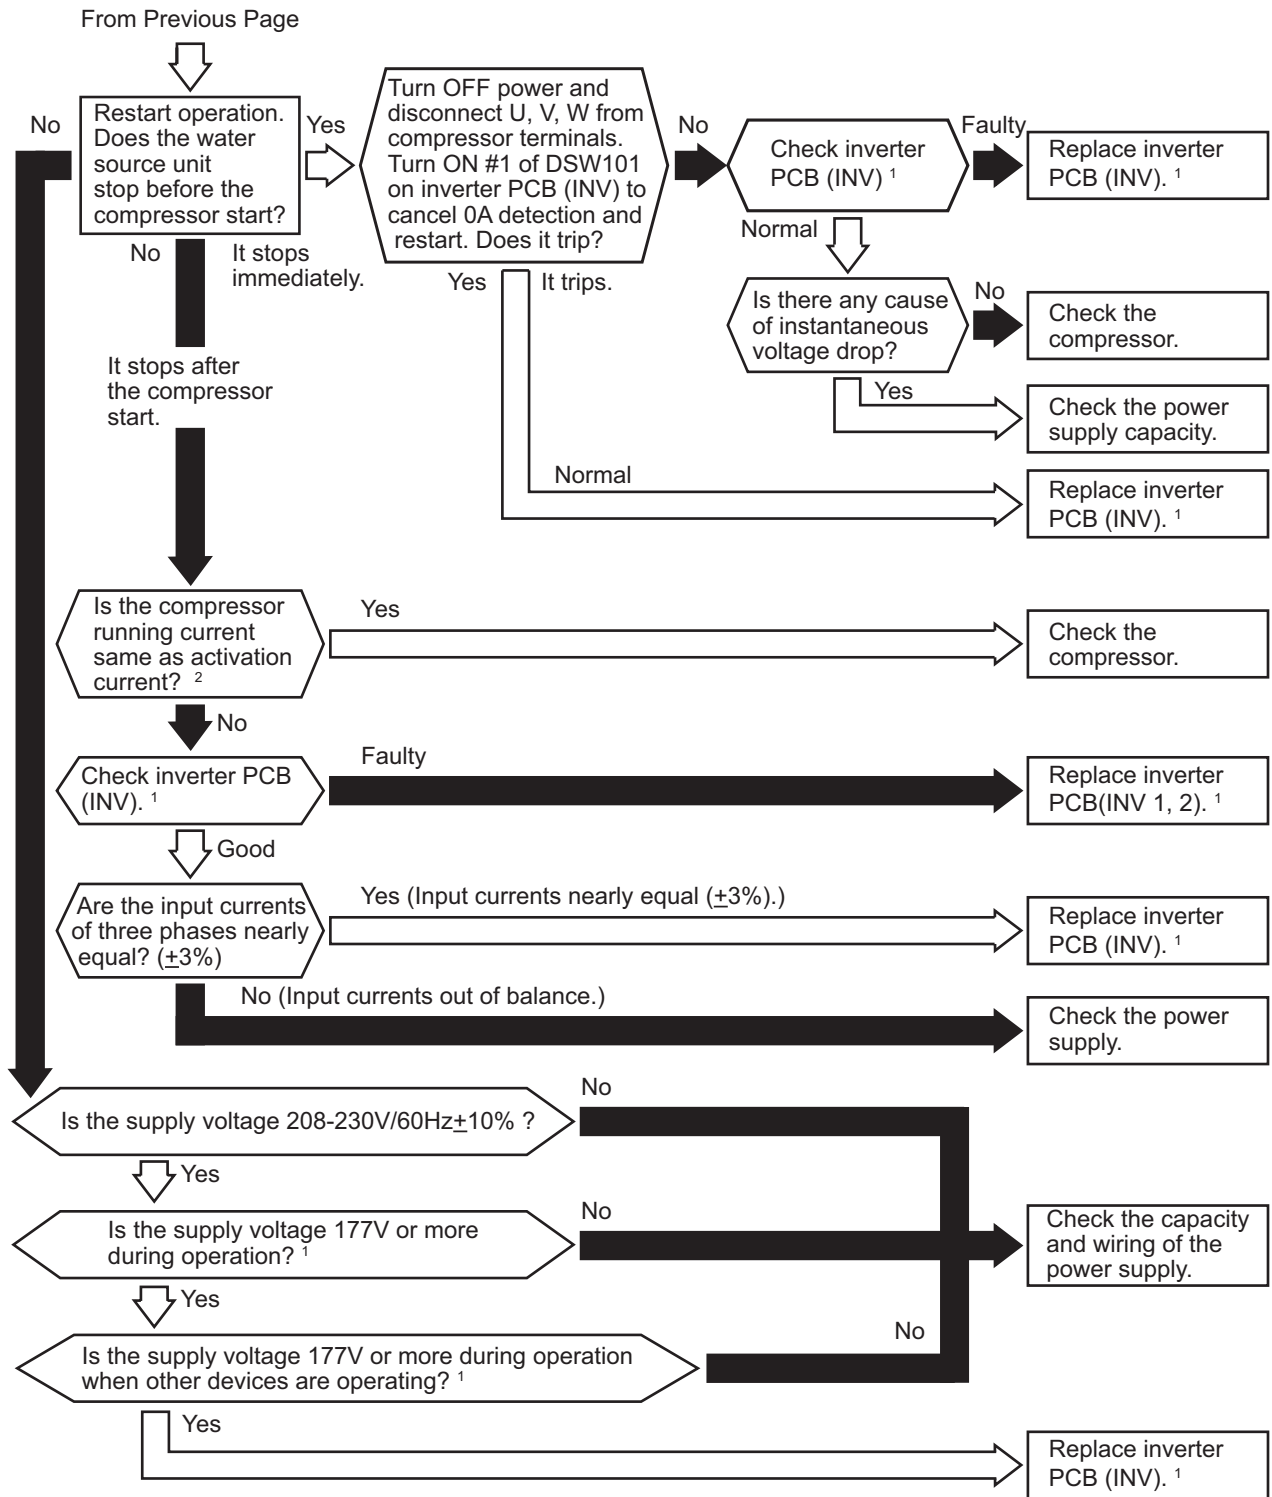 From Previous Page
No
Restart operation.
Does the water
source unit
stop before the
compressor start?
Yes
Turn OFF power and
disconnect U, V, W from
compressor terminals.
Turn ON #1 of DSW101
on inverter PCB (INV) to
cancel 0A detection and
restart. Does it trip?
No
Check inverter
PCB (INV) 1
Faulty
Replace inverter
PCB (INV). 1
No
It stops
immediately.
Yes
It trips.
Normal
Is there any cause
of instantaneous
voltage drop?
No
Check the
compressor.
It stops after
the compressor
start.
Yes
Check the power
supply capacity.
Normal
Replace inverter
PCB (INV). 1
Is the compressor
running current
same as activation
current? 2
Yes
Check the
compressor.
No
Check inverter PCB
(INV). 1
Faulty
Replace inverter
PCB(INV 1, 2). 1
Good
Are the input currents
of three phases nearly
equal? (±3%)
Yes (Input currents nearly equal (±3%).)
Replace inverter
PCB (INV). 1
No (Input currents out of balance.)
Check the power
supply.
Is the supply voltage 208-230V/60Hz±10% ?
No
Yes
Is the supply voltage 177V or more
during operation? 1
No
Check the capacity
and wiring of the
power supply.
Yes
Is the supply voltage 177V or more during operation
when other devices are operating? 1
No
Yes
Replace inverter
PCB (INV). 1